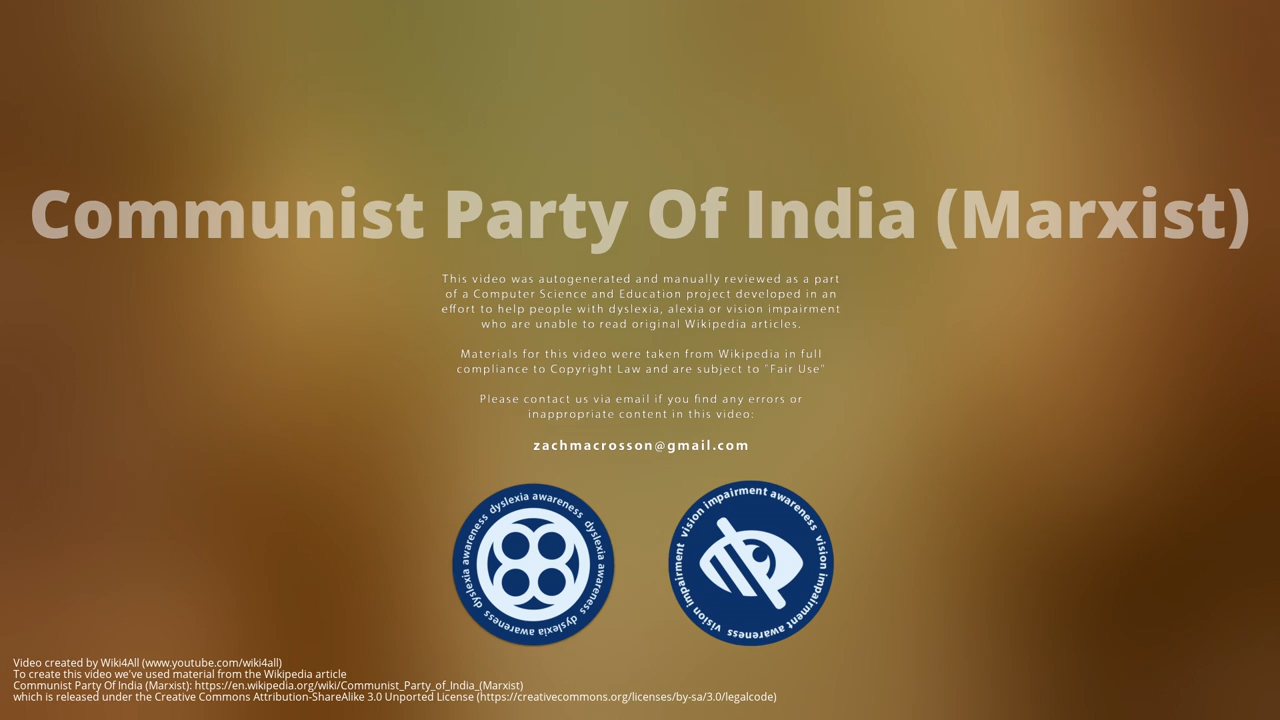 Communist Party Of India (Marxist)
This video was autogenerated and manually reviewed as a part
of a Computer Science and Education project developed in an
effort to help people with dyslexia, alexia or vision impairment
who are unable to read original Wikipedia articles.
Materials for this video were taken from Wikipedia in full
compliance to Copyright Law and are subject to "Fair Use"
Please contact us via email if you find any errors or
inappropriate content in this video:
zachmacrosson@gmail.com
dyslexia awareness dyslexia awareness dyslexia awareness dyslexia awareness
vision impairment awareness vision impairment awareness vision impairment
Video created by Wiki4All (www.youtube.com/wiki4all)
To create this video we've used material from the Wikipedia article
Communist Party Of India (Marxist): https://en.wikipedia.org/wiki/Communist_Party_of_India_(Marxist)
which is released under the Creative Commons Attribution-ShareAlike 3.0 Unported License (https://creativecommons.org/licenses/by-sa/3.0/legalcode)